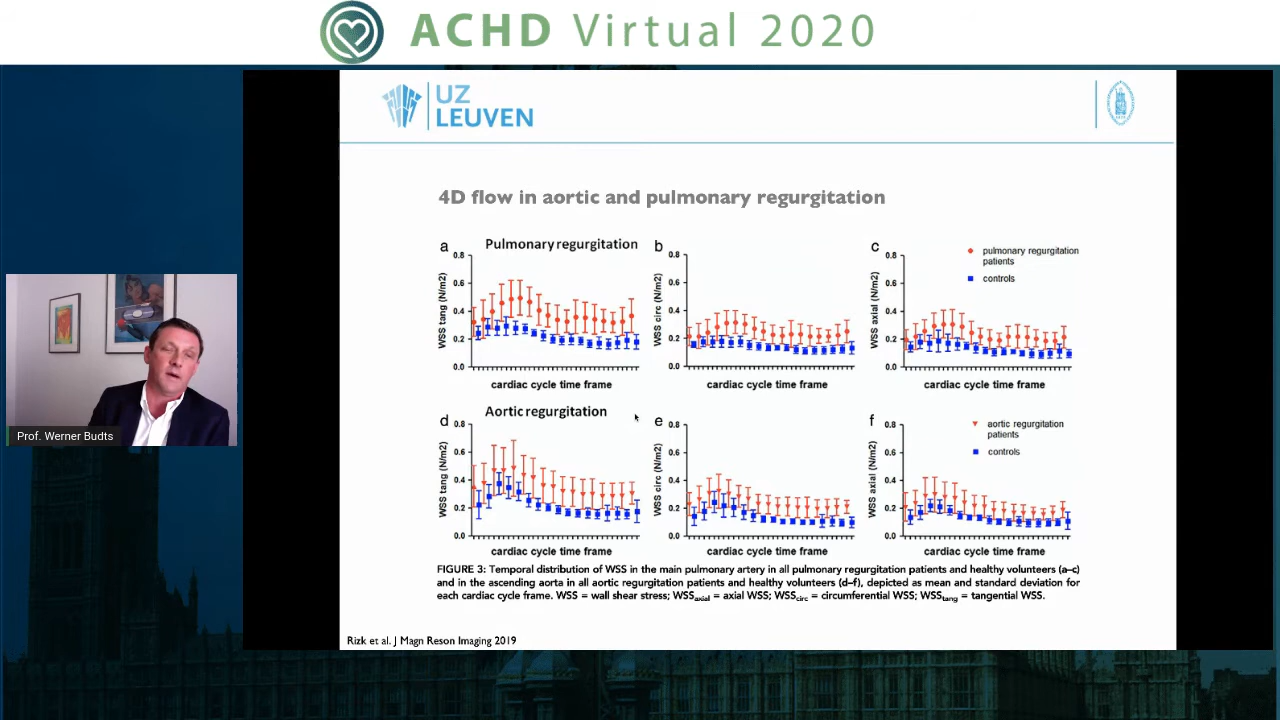 ACHD Virtual 2020
UZ
LEUVEN
4D flow in aortic and pulmonary regurgitation
a
Pulmonary regurgitation
b
c
pulmonary regurgitation
patients
controls
0.8
0.6
0.4
0.2
0.0
WSS tang (N/m2)
cardiac cycle time frame
0.8
0.6
0.4
0.2
0.0
WSS circ (N/m2)
cardiac cycle time frame
0.8
0.6
0.4
0.2
0.0
WSS axial (N/m2)
cardiac cycle time frame
d
Aortic regurgitation
e
f
aortic regurgitation
patients
controls
0.8
0.6
0.4
0.2
0.0
WSS tang (N/m2)
cardiac cycle time frame
0.8
0.6
0.4
0.2
0.0
WSS circ (N/m2)
cardiac cycle time frame
0.8
0.6
0.4
0.2
0.0
WSS axial (N/m2)
cardiac cycle time frame
FIGURE 3: Temporal distribution of WSS in the main pulmonary artery in all pulmonary regurgitation patients and healthy volunteers (a–c)
and in the ascending aorta in all aortic regurgitation patients and healthy volunteers (d–f), depicted as mean and standard deviation for
each cardiac cycle frame. WSS = wall shear stress; WSSaxial = axial WSS; WSScirc = circumferential WSS; WSStang = tangential WSS.
Rizk et al. J Magn Reson Imaging 2019
Prof. Werner Budts